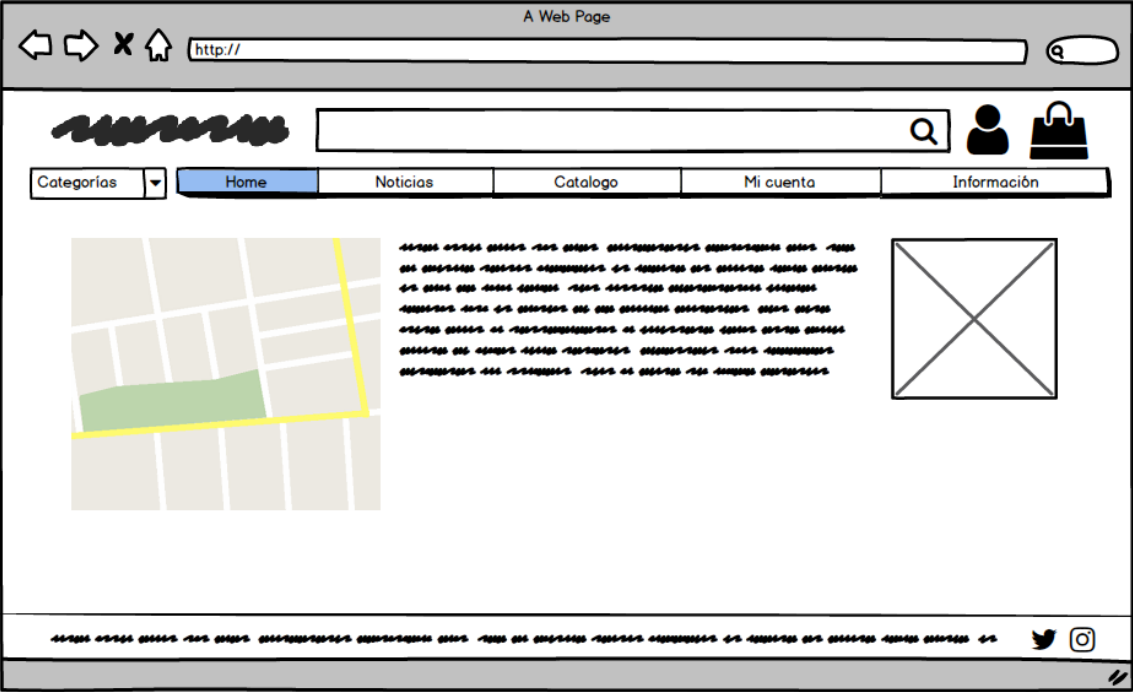 A Web Page
http://
Categorías
Home Noticias Catalogo Mi cuenta Información